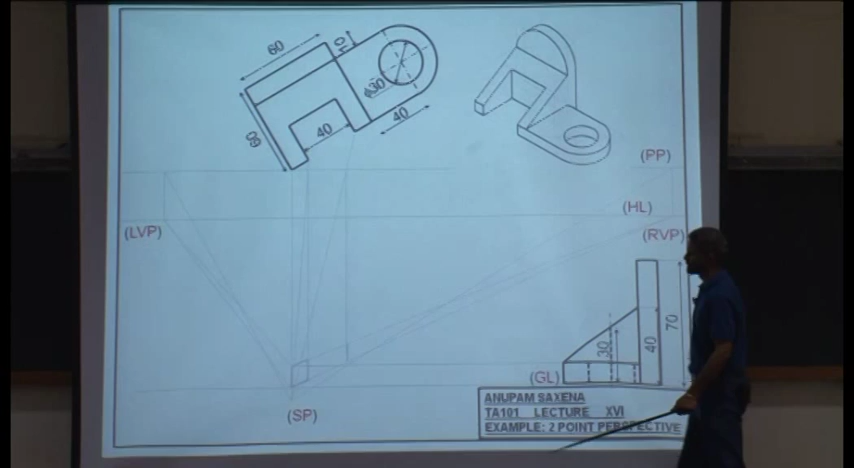 60
10
ϕ30
60
40
40
(PP)
(HL)
(LVP)
(RVP)
70
30
40
(GL)
(SP)
ANUPAM SAXENA
TA101 LECTURE XVI
EXAMPLE: 2 POINT PERSPECTIVE